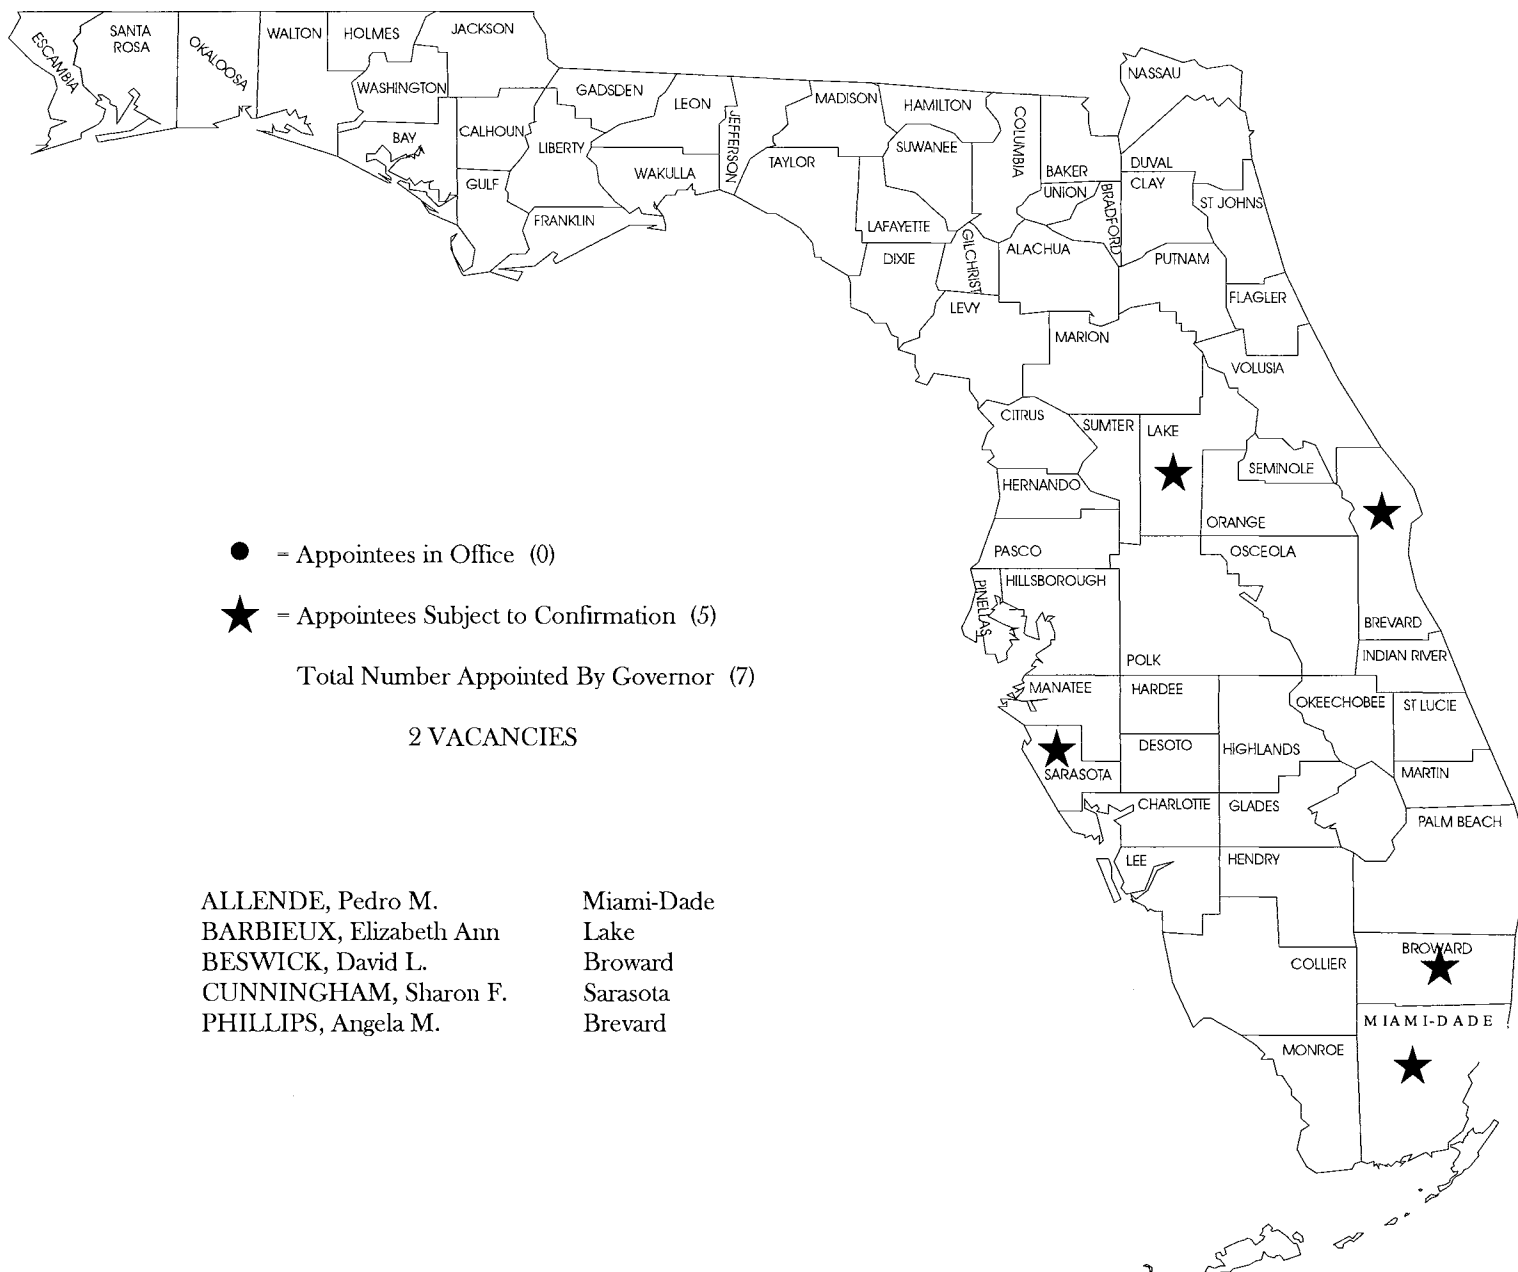 ESCAMBIA
SANTA
ROSA
OKALOOSA
WALTON
HOLMES
JACKSON
WASHINGTON
BAY
CALHOUN
GULF
LIBERTY
GADSDEN
FRANKLIN
LEON
WAKULLA
JEFFERSON
MADISON
TAYLOR
HAMILTON
SUWANEE
LAFAYETTE
DIXIE
COLUMBIA
GILCHRIST
BAKER
UNION
BRADFORD
NASSAU
DUVAL
CLAY
ST JOHNS
ALACHUA
PUTNAM
LEVY
FLAGLER
MARION
VOLUSIA
CITRUS
SUMTER
LAKE
SEMINOLE
HERNANDO
ORANGE
PASCO
OSCEOLA
PINELLAS
HILLSBOROUGH
BREVARD
POLK
INDIAN RIVER
MANATEE
HARDEE
OKEECHOBEE
ST LUCIE
DESOTO
HIGHLANDS
SARASOTA
MARTIN
CHARLOTTE
GLADES
PALM BEACH
LEE
HENDRY
BROWARD
COLLIER
MIAMI-DADE
MONROE
= Appointees in Office (0)
= Appointees Subject to Confirmation (5)
Total Number Appointed By Governor (7)
2 VACANCIES
ALLENDE, Pedro M. Miami-Dade
BARBIEUX, Elizabeth Ann Lake
BESWICK, David L. Broward
CUNNINGHAM, Sharon F. Sarasota
PHILLIPS, Angela M. Brevard